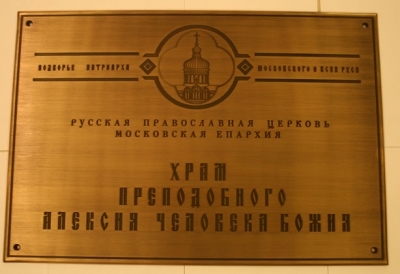 ПОДВОРЬЕ ПАТРИАРХА МОСКОВСКОГО И ВСЕЯ РУСИ
РУССКАЯ ПРАВОСЛАВНАЯ ЦЕРКОВЬ
МОСКОВСКАЯ ЕПАРХИЯ
ХРАМ
ПРЕПОДОБНОГО
АЛЕКСИЯ ЧЕЛОВЕКА БОЖИЯ